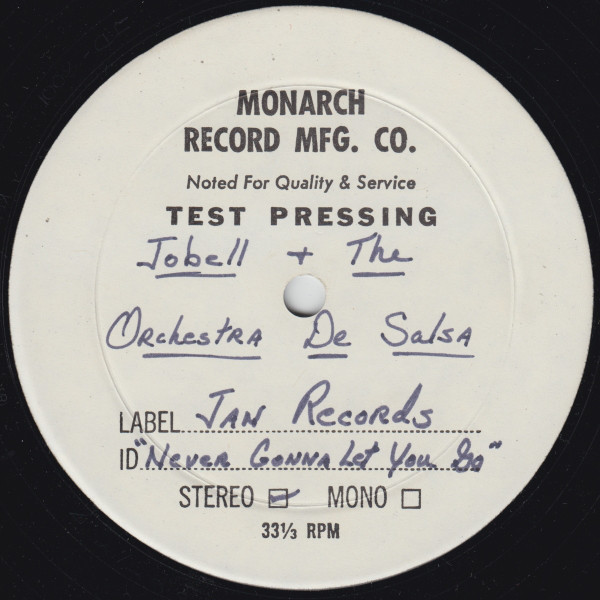 MONARCH
RECORD MFG. CO.
Noted For Quality & Service
TEST PRESSING
Jobell + The
Orchestra De Salsa
LABEL Jan Records
ID "Never Gonna Let You Go"
STEREO ☑ MONO ☐
33⅓ RPM